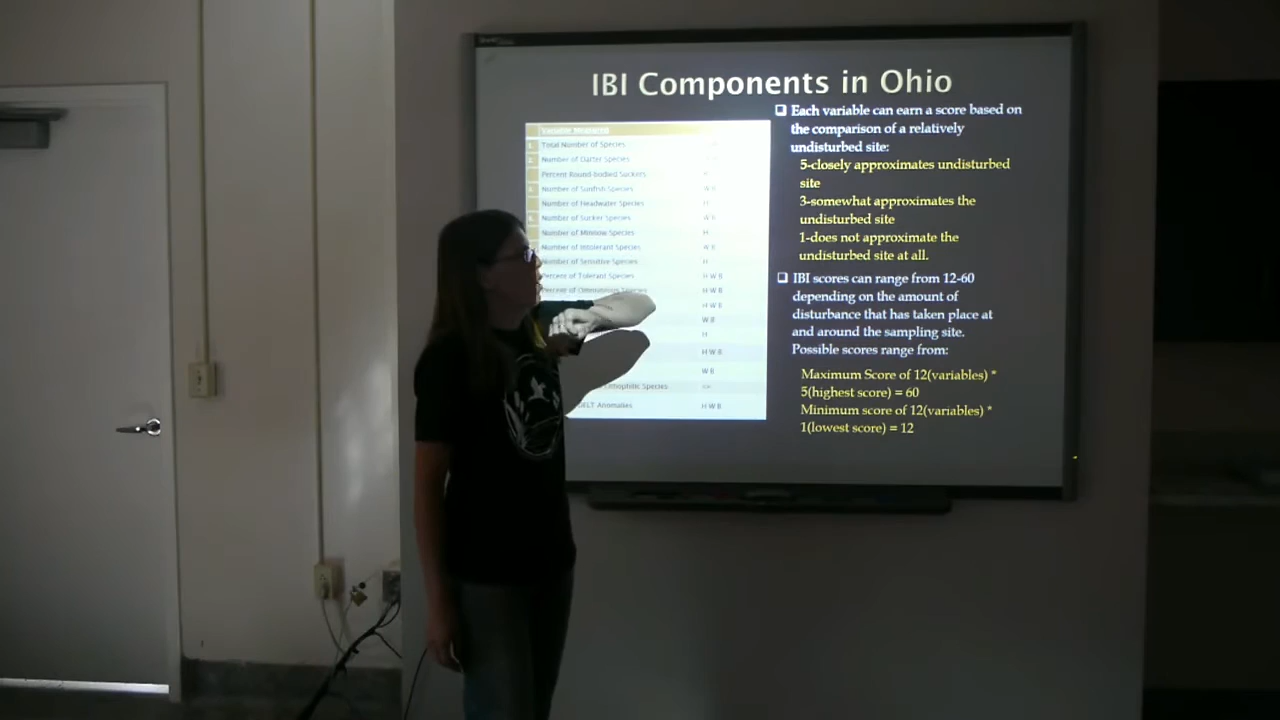 IBI Components in Ohio
Variable Measured
1. Total Number of Species
2. Number of Darter Species
Percent Round-bodied Suckers
Number of Sunfish Species W B
Number of Headwater Species H
Number of Sucker Species W B
Number of Minnow Species H
Number of Intolerant Species W B
Number of Sensitive Species H
Percent of Tolerant Species H W B
Percent of Omnivorous Species H W B
H W B
W B
H
H W B
W B
Lithophilic Species
DELT Anomalies H W B
❑ Each variable can earn a score based on
the comparison of a relatively
undisturbed site:
5-closely approximates undisturbed
site
3-somewhat approximates the
undisturbed site
1-does not approximate the
undisturbed site at all.
❑ IBI scores can range from 12-60
depending on the amount of
disturbance that has taken place at
and around the sampling site.
Possible scores range from:
Maximum Score of 12(variables) *
5(highest score) = 60
Minimum score of 12(variables) *
1(lowest score) = 12